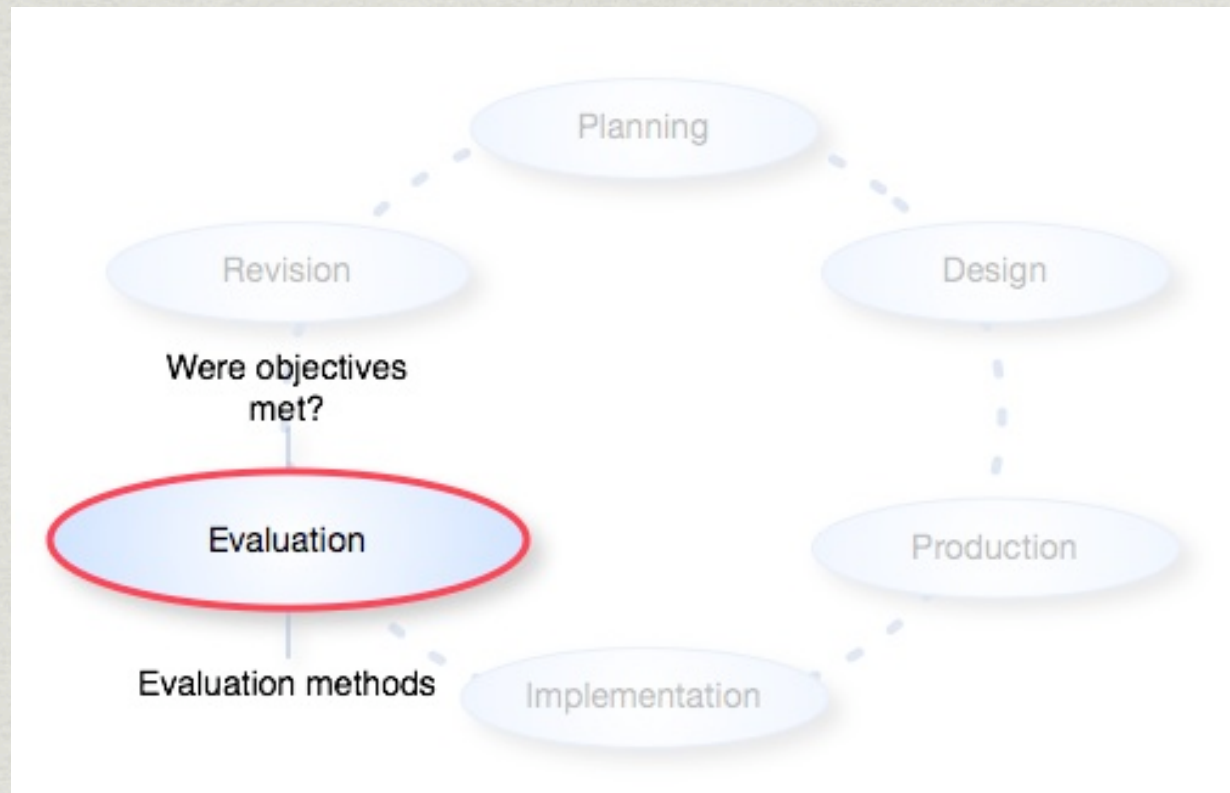 Planning
Revision
Design
Were objectives
met?
Evaluation
Production
Evaluation methods
Implementation